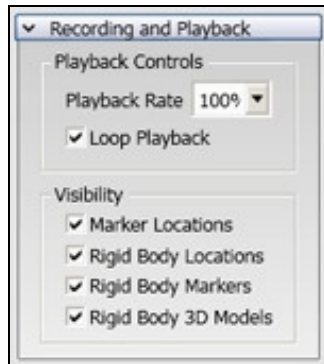 Recording and Playback
Playback Controls
Playback Rate 100%
Loop Playback
Visibility
Marker Locations
Rigid Body Locations
Rigid Body Markers
Rigid Body 3D Models